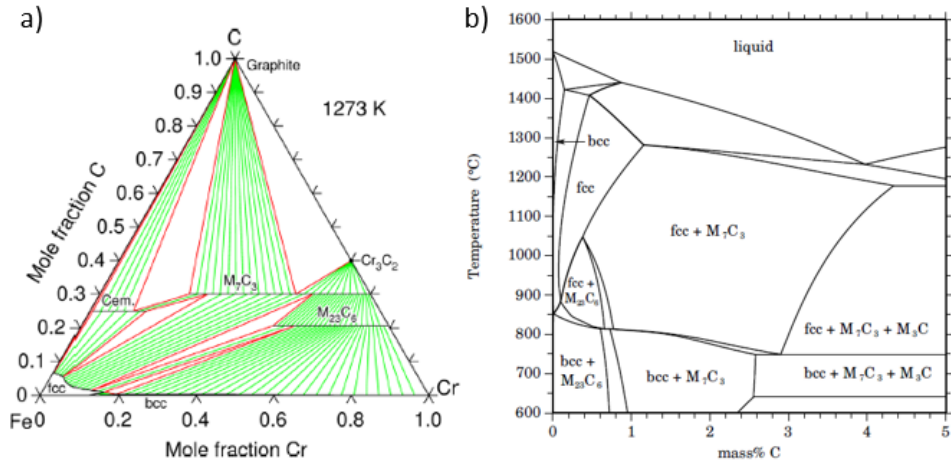 a)
C
1.0
Graphite
0.9
1273 K
0.8
0.7
0.6
0.5
0.4
0.3
0.2
0.1
0
Mole fraction C
Cr₃C₂
M₇C₃
Cem.
M₂₃C₆
fcc
bcc
Cr
Fe
0
0.2
0.4
0.6
0.8
1.0
Mole fraction Cr
b)
1600
1500
1400
1300
1200
1100
1000
900
800
700
600
Temperature (°C)
liquid
bcc
fcc
fcc + M₇C₃
fcc +
M₂₃C₆
fcc + M₇C₃ + M₃C
bcc +
M₂₃C₆
bcc + M₇C₃
bcc + M₇C₃ + M₃C
0
1
2
3
4
5
mass% C